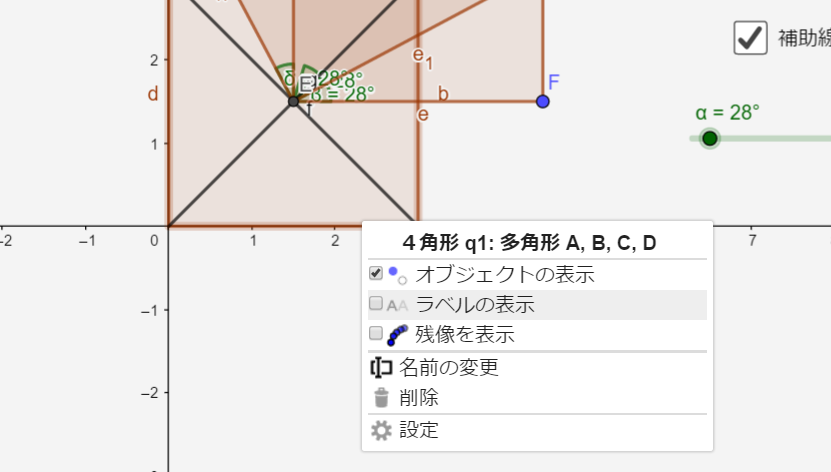 2
補助線
e₁
δ
28°
8°
E
β = 28°
F
d
b
e
f
α = 28°
1
-2
-1
0
1
2
7
4角形 q1: 多角形 A, B, C, D
オブジェクトの表示
AA ラベルの表示
-1
残像を表示
名前の変更
-2
削除
設定